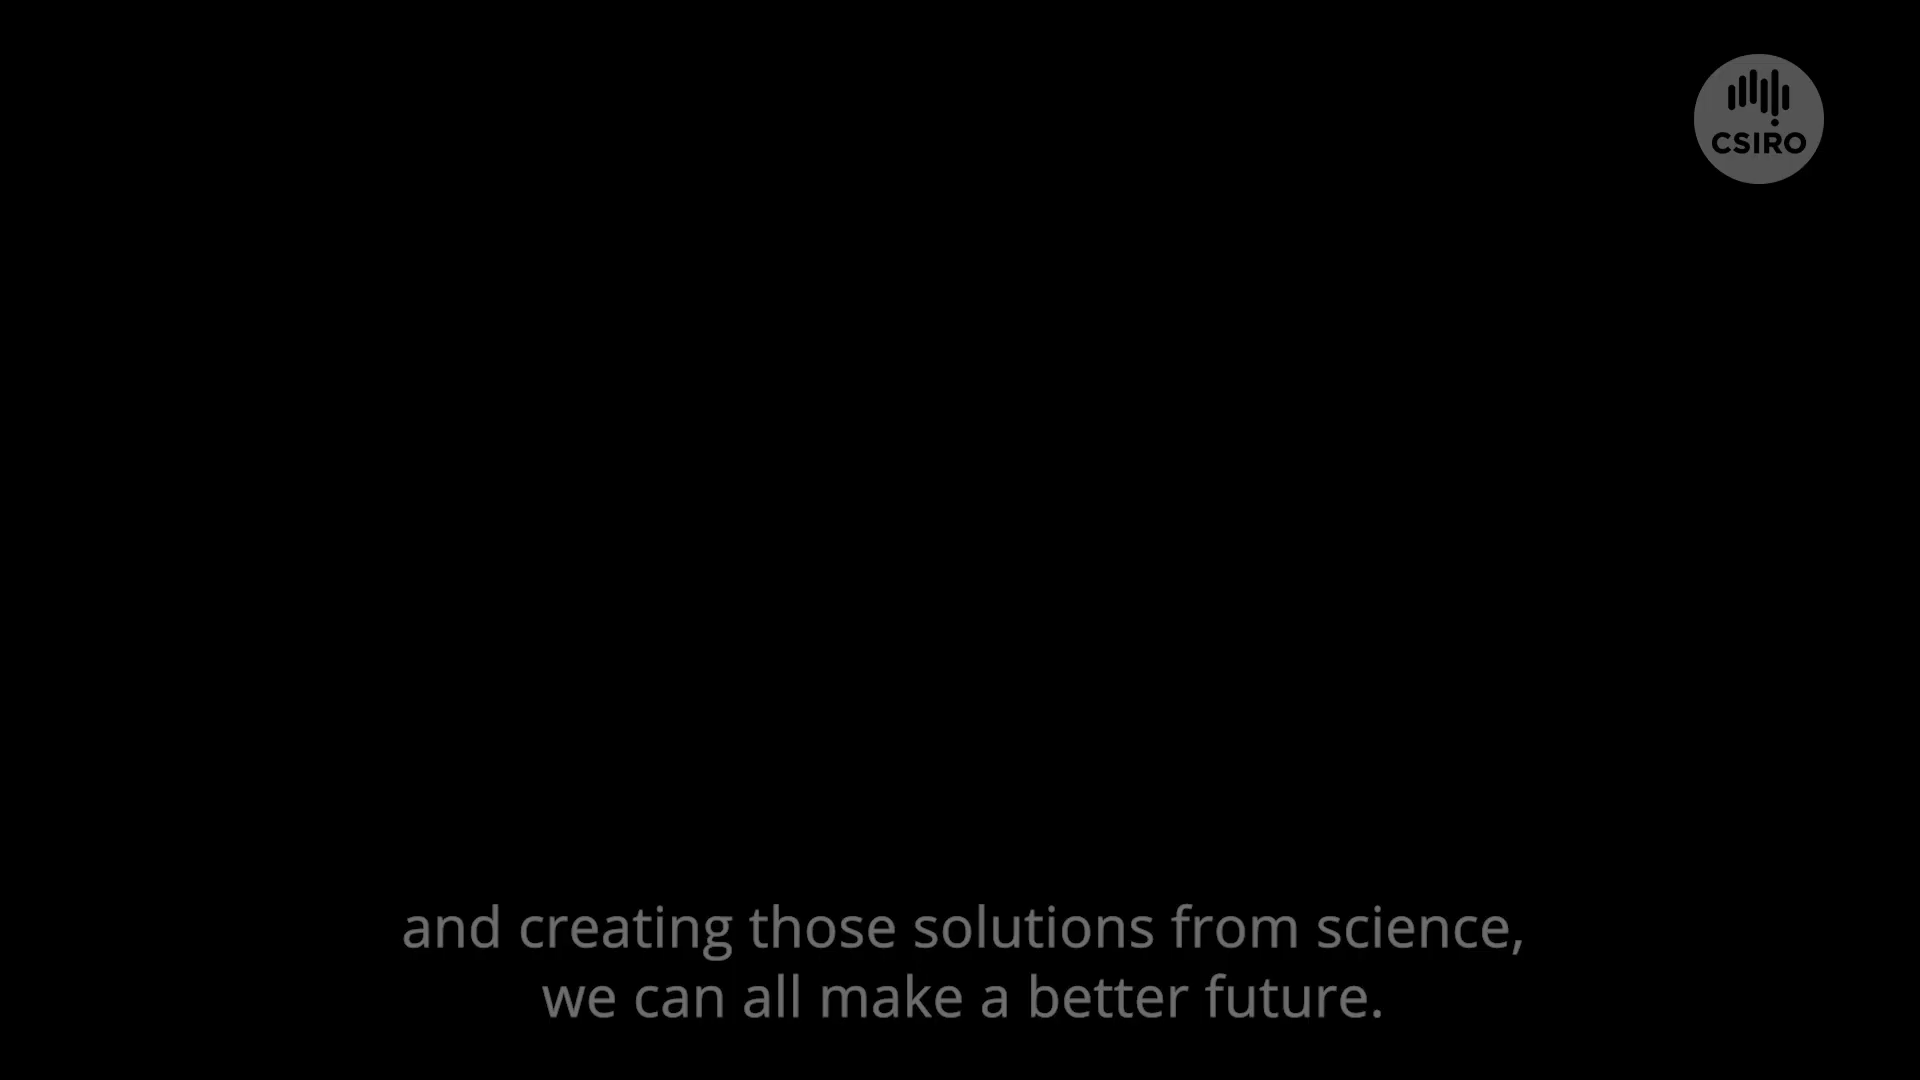 CSIRO
and creating those solutions from science,
we can all make a better future.